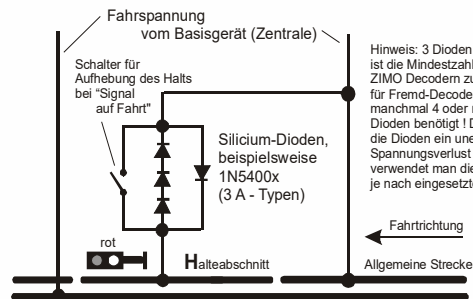 Fahrspannung
vom Basisgerät (Zentrale)
Schalter für
Aufhebung des Halts
bei "Signal
auf Fahrt"
Hinweis: 3 Dioden
ist die Mindestzahl
ZIMO Decodern zu
für Fremd-Decode
manchmal 4 oder
Dioden benötigt !
die Dioden ein une
Spannungsverlust
verwendet man die
je nach eingesetzt
Silicium-Dioden,
beispielsweise
1N5400x
(3 A - Typen)
Fahrtrichtung
rot
Halteabschnitt
Allgemeine Strecke